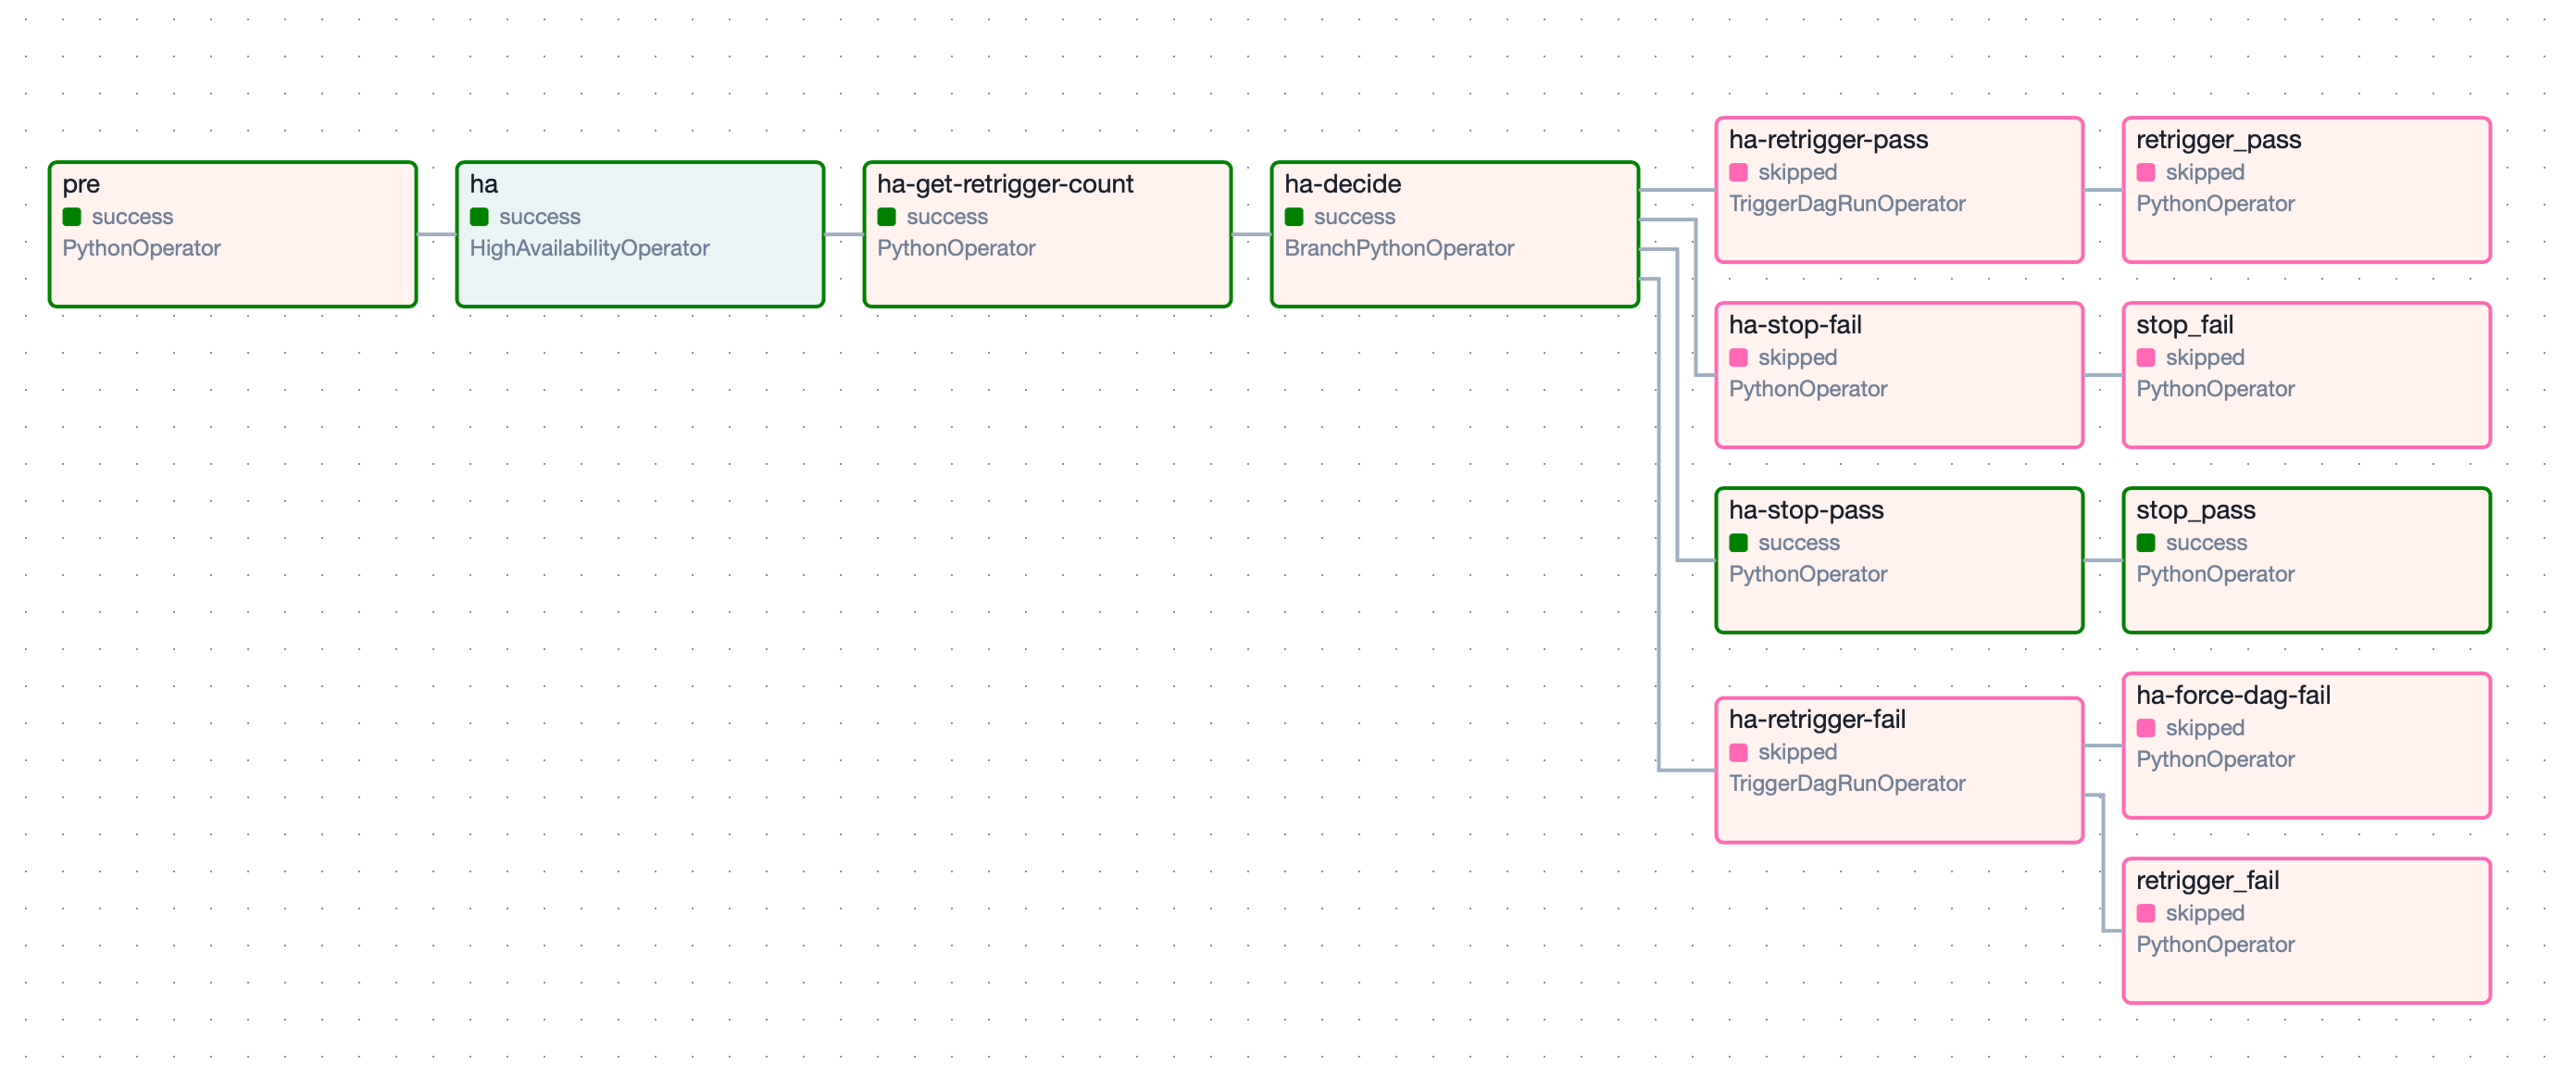 pre
success
PythonOperator
ha
success
HighAvailabilityOperator
ha-get-retrigger-count
success
PythonOperator
ha-decide
success
BranchPythonOperator
ha-retrigger-pass
skipped
TriggerDagRunOperator
retrigger_pass
skipped
PythonOperator
ha-stop-fail
skipped
PythonOperator
stop_fail
skipped
PythonOperator
ha-stop-pass
success
PythonOperator
stop_pass
success
PythonOperator
ha-retrigger-fail
skipped
TriggerDagRunOperator
ha-force-dag-fail
skipped
PythonOperator
retrigger_fail
skipped
PythonOperator